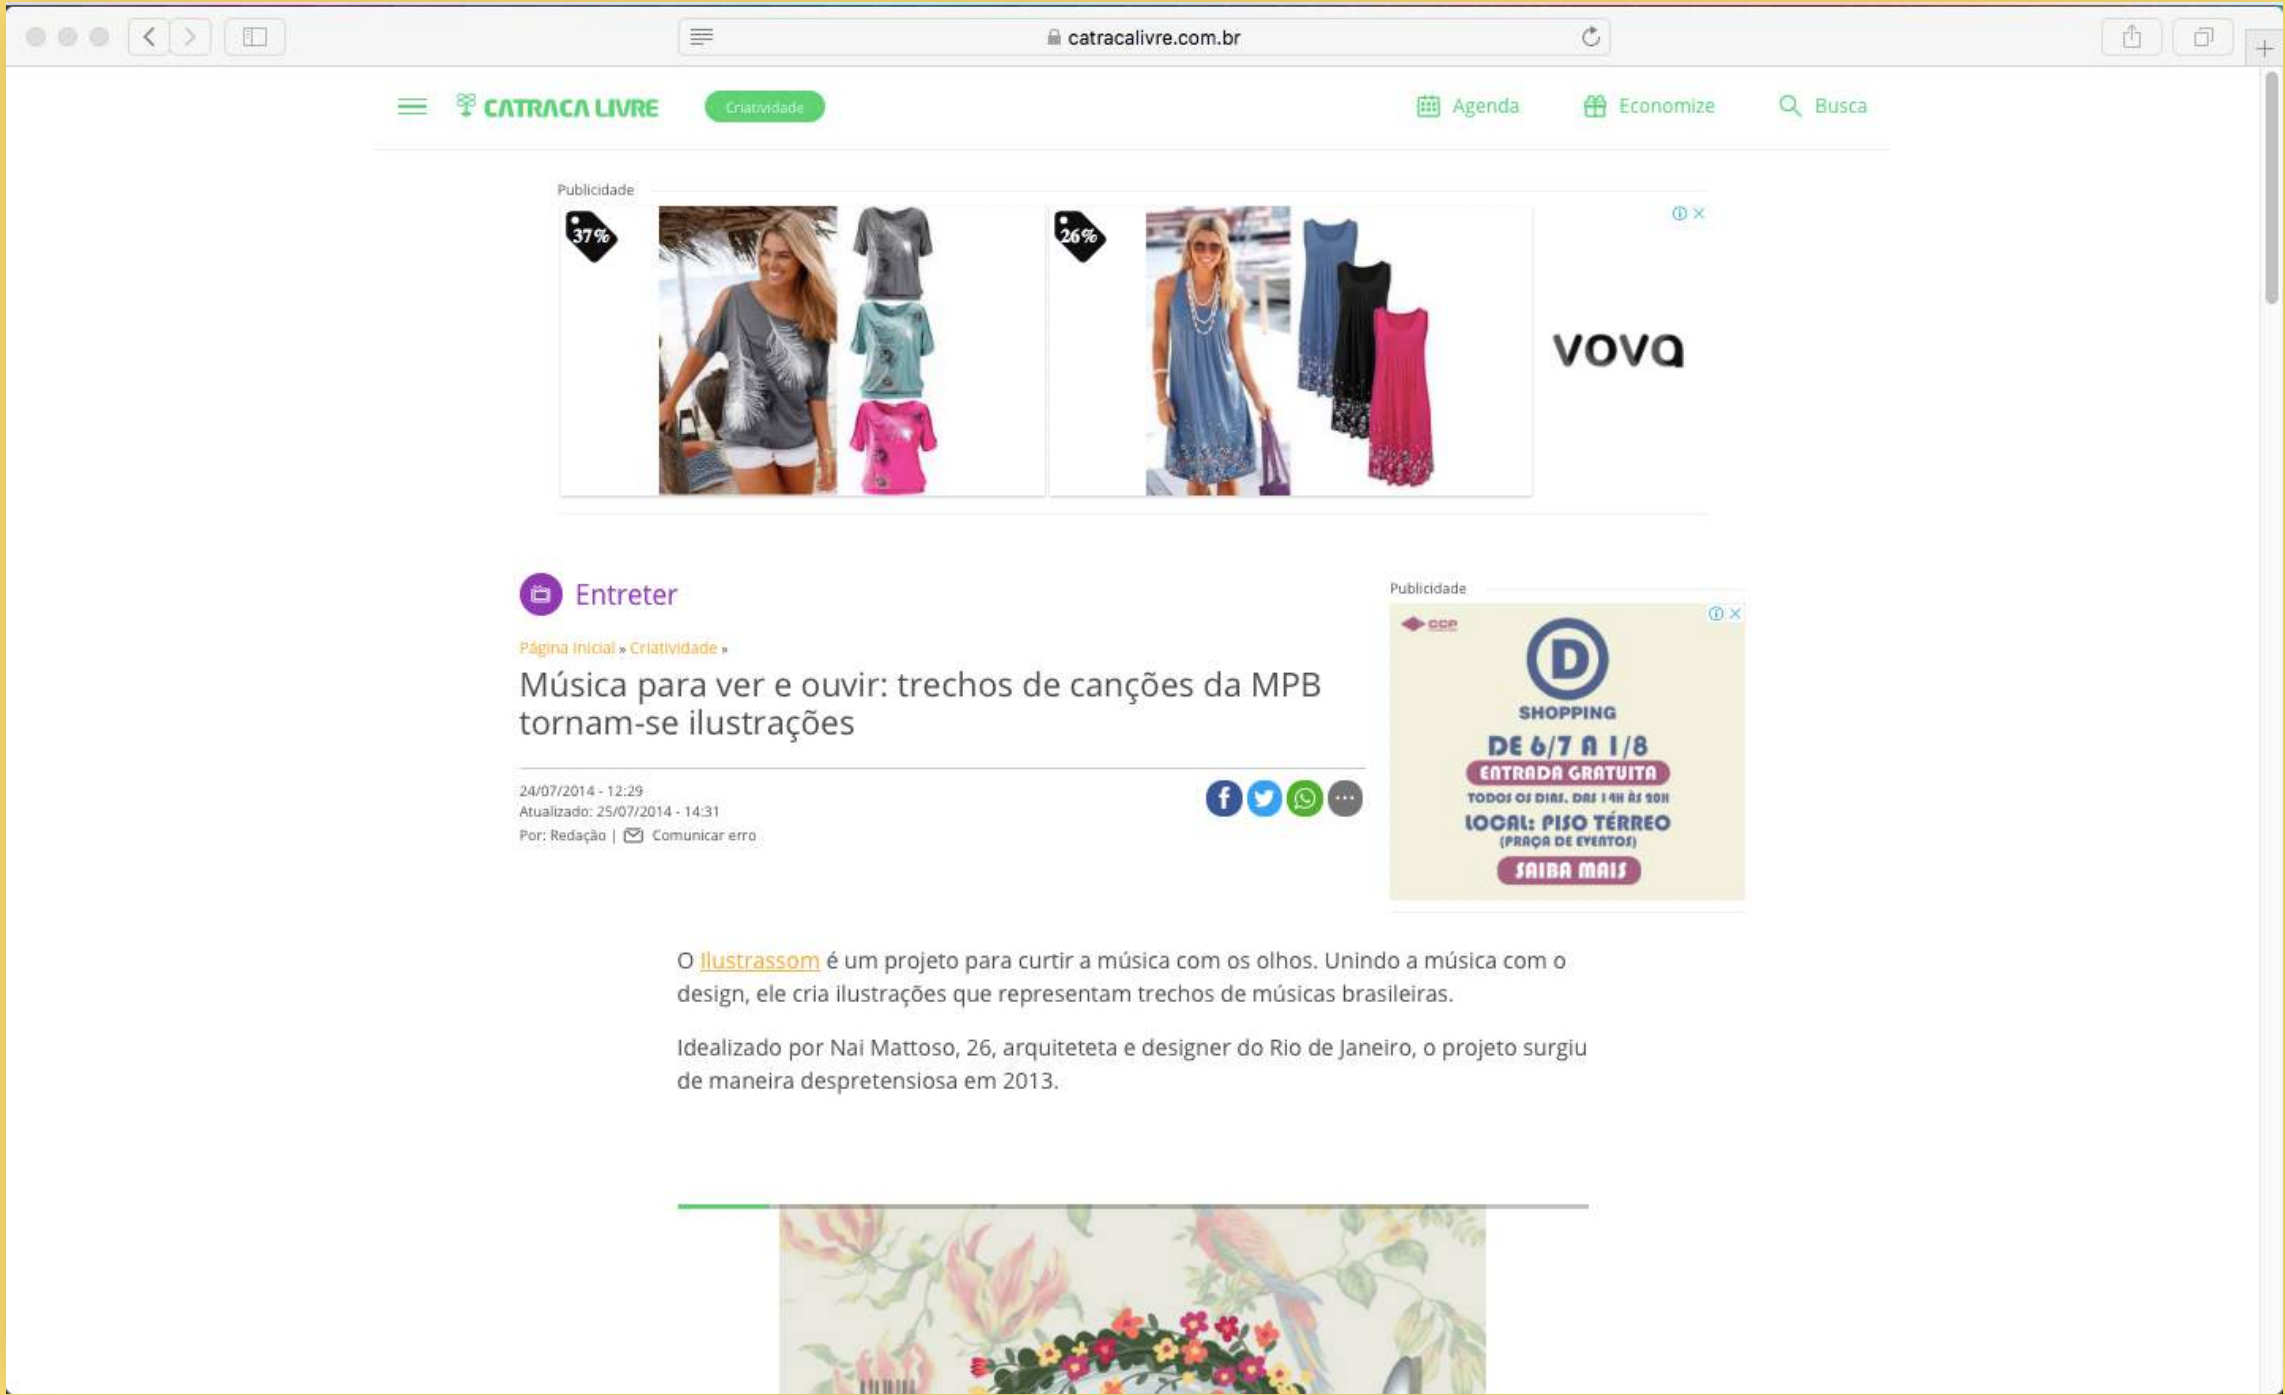 catracalivre.com.br
CATRACA LIVRE
Criatividade
Agenda
Economize
Busca
Publicidade
37%
26%
vova
Entreter
Página Inicial » Criatividade »
Música para ver e ouvir: trechos de canções da MPB
tornam-se ilustrações
24/07/2014 - 12:29
Atualizado: 25/07/2014 - 14:31
Por: Redação | Comunicar erro
Publicidade
CCP
D
SHOPPING
DE 6/7 A 1/8
ENTRADA GRATUITA
TODOS OS DIAS, DAS 14H ÀS 20H
LOCAL: PISO TÉRREO
(PRAÇA DE EVENTOS)
SAIBA MAIS
O Ilustrassom é um projeto para curtir a música com os olhos. Unindo a música com o
design, ele cria ilustrações que representam trechos de músicas brasileiras.
Idealizado por Nai Mattoso, 26, arquiteteta e designer do Rio de Janeiro, o projeto surgiu
de maneira despretensiosa em 2013.